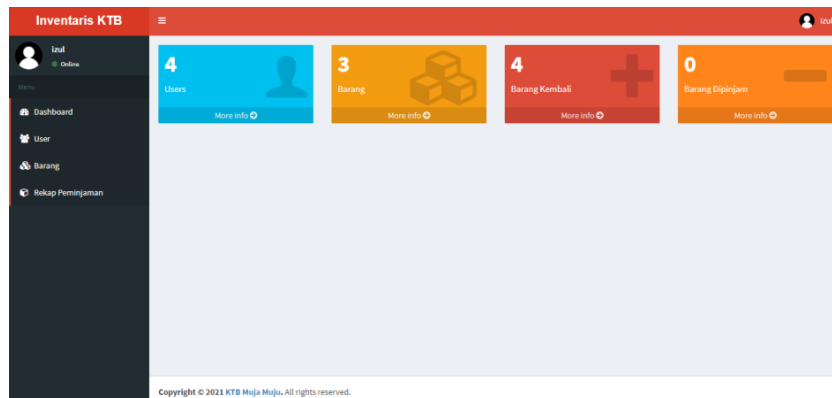 Inventaris KTB
izul
izul
Online
Menu
Dashboard
User
Barang
Rekap Peminjaman
4
Users
More info
3
Barang
More info
4
Barang Kembali
More info
0
Barang Dipinjam
More info
Copyright © 2021 KTB Muja Muju. All rights reserved.